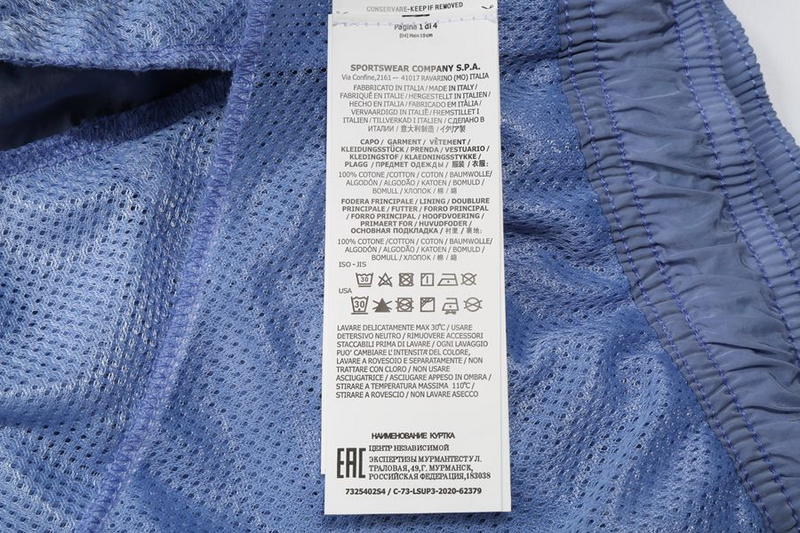 CONSERVARE-KEEP IF REMOVED
Pagina 1 di 4
SPORTSWEAR COMPANY S.P.A.
Via Confine,2161 — 41017 RAVARINO (MO) ITALIA
FABBRICATO IN ITALIA / MADE IN ITALY /
FABRIQUÉ EN ITALIE / HERGESTELLT IN ITALIEN /
HECHO EN ITALIA / FABRICADO EM ITÀLIA /
VERVAARDIGD IN ITALIË / FREMSTILLET I
ITALIEN / TILLVERKAD I ITALIEN / СДЕЛАНО В
ИТАЛИИ / 意大利制造 / イタリア製
CAPO / GARMENT / VÊTEMENT /
KLEIDUNGSSTÜCK / PRENDA / VESTUARIO /
KLEDINGSTOF / KLAEDNINGSSTYKKE /
PLAGG / ПРЕДМЕТ ОДЕЖДЫ / 服装 / 衣服:
100% COTONE /COTTON / COTON / BAUMWOLLE/
ALGODÓN / ALGODÃO / KATOEN / BOMULD /
BOMULL / ХЛОПОК / 棉 / 綿
FODERA PRINCIPALE / LINING / DOUBLURE
PRINCIPALE / FUTTER / FORRO PRINCIPAL
/ FORRO PRINCIPAL / HOOFDVOERING /
PRIMAERT FOR / HUVUDFODER /
ОСНОВНАЯ ПОДКЛАДКА / 衬里 / 裏地:
100% COTONE /COTTON / COTON / BAUMWOLLE/
ALGODÓN / ALGODÃO / KATOEN / BOMULD /
BOMULL / ХЛОПОК / 棉 / 綿
ISO - JIS
30
USA
30
LAVARE DELICATAMENTE MAX 30°C / USARE
DETERSIVO NEUTRO / RIMUOVERE ACCESSORI
STACCABILI PRIMA DI LAVARE / OGNI LAVAGGIO
PUO' CAMBIARE L'INTENSITA' DEL COLORE,
LAVARE A ROVESCIO E SEPARATAMENTE / NON
TRATTARE CON CLORO / NON USARE
ASCIUGATRICE / ASCIUGARE APPESO IN OMBRA /
STIRARE A TEMPERATURA MASSIMA 110°C /
STIRARE A ROVESCIO / NON LAVARE ASECCO
НАИМЕНОВАНИЕ КУРТКА
ЦЕНТР НЕЗАВИСИМОЙ
EAC ЭКСПЕРТИЗЫ МУРМАНТЕСТ УЛ.
ТРАЛОВАЯ,49,Г. МУРМАНСК,
РОССИЙСКАЯ ФЕДЕРАЦИЯ,183038
7325402S4 / C-73-LSUP3-2020-62379